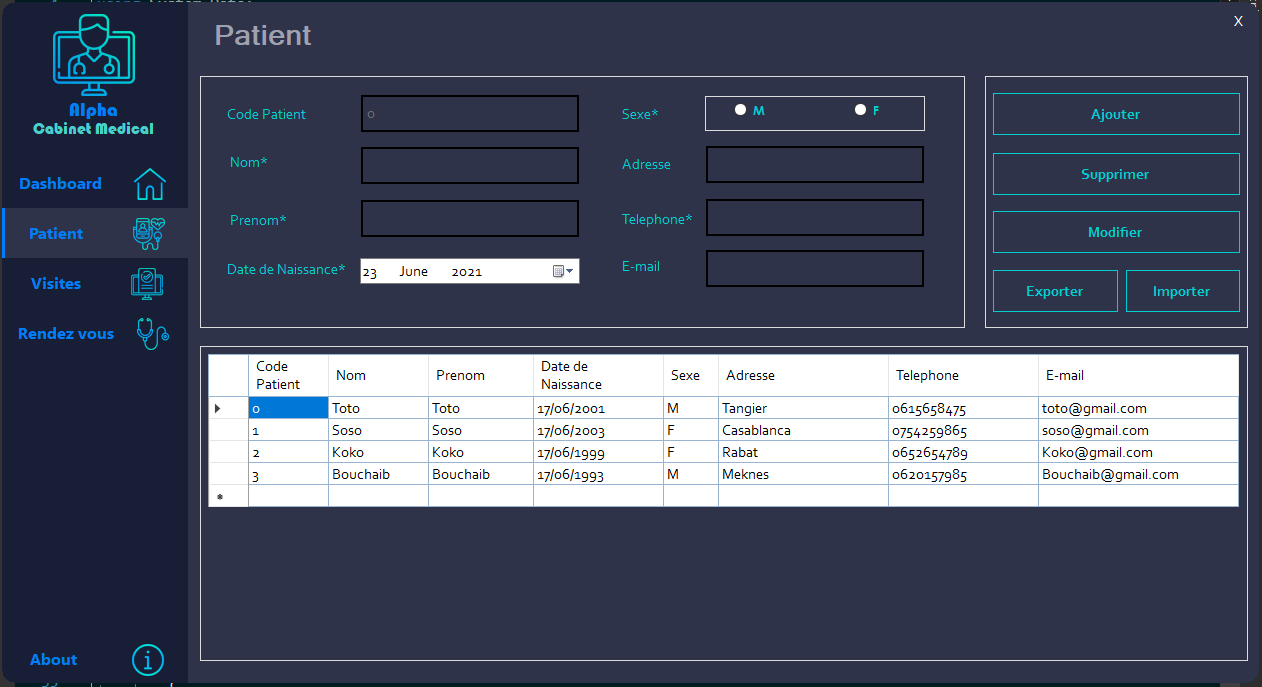 Patient
X
Alpha
Cabinet Medical
Dashboard
Patient
Visites
Rendez vous
About
Code Patient
0
Nom*
Prenom*
Date de Naissance*
23 June 2021
Sexe*
M
F
Adresse
Telephone*
E-mail
Ajouter
Supprimer
Modifier
Exporter
Importer
Code Patient Nom Prenom Date de Naissance Sexe Adresse Telephone E-mail
0 Toto Toto 17/06/2001 M Tangier 0615658475 toto@gmail.com
1 Soso Soso 17/06/2003 F Casablanca 0754259865 soso@gmail.com
2 Koko Koko 17/06/1999 F Rabat 0652654789 Koko@gmail.com
3 Bouchaib Bouchaib 17/06/1993 M Meknes 0620157985 Bouchaib@gmail.com